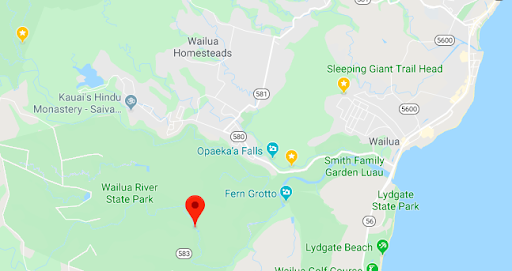 5600
Wailua
Homesteads
Sleeping Giant Trail Head
581
Kauai's Hindu
Monastery - Saiva...
5600
580
Wailua
Opaeka'a Falls
Smith Family
Garden Luau
Wailua River
State Park
Fern Grotto
Lydgate
State Park
56
583
Lydgate Beach
Wailua Golf Course